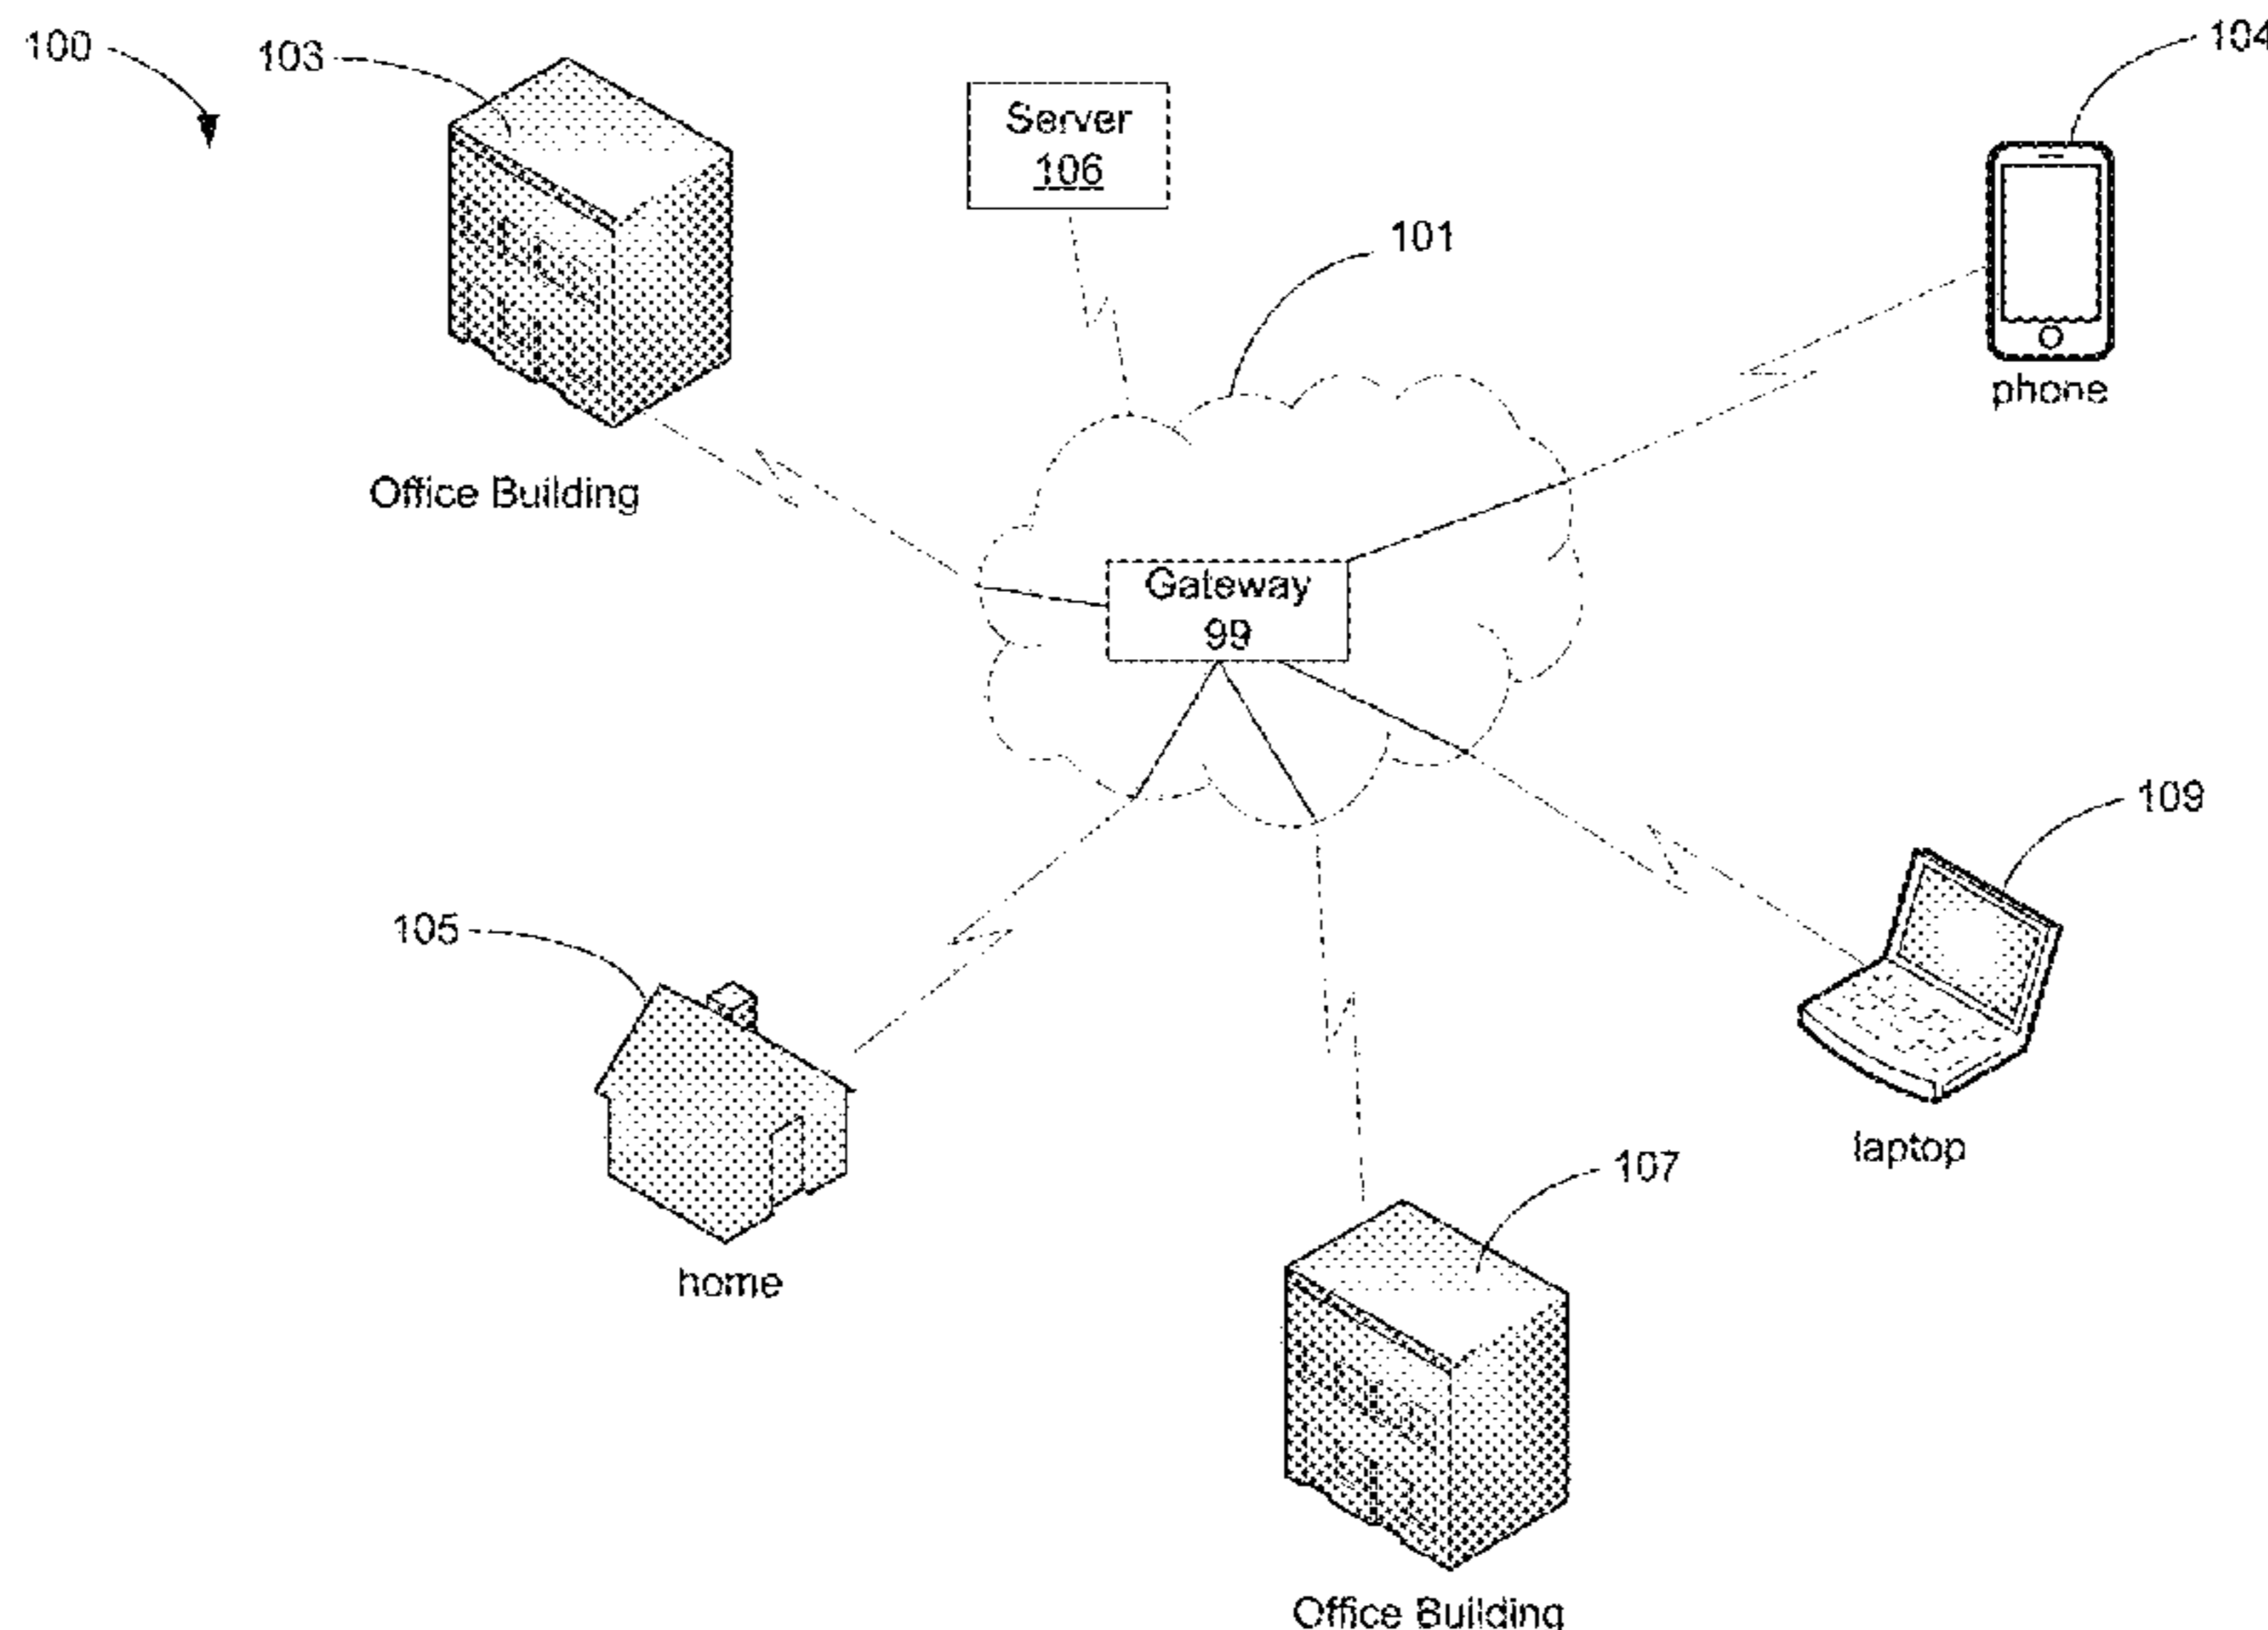 100
103
104
Server
106
101
phone
Office Building
Gateway
99
109
105
laptop
107
home
Office Building